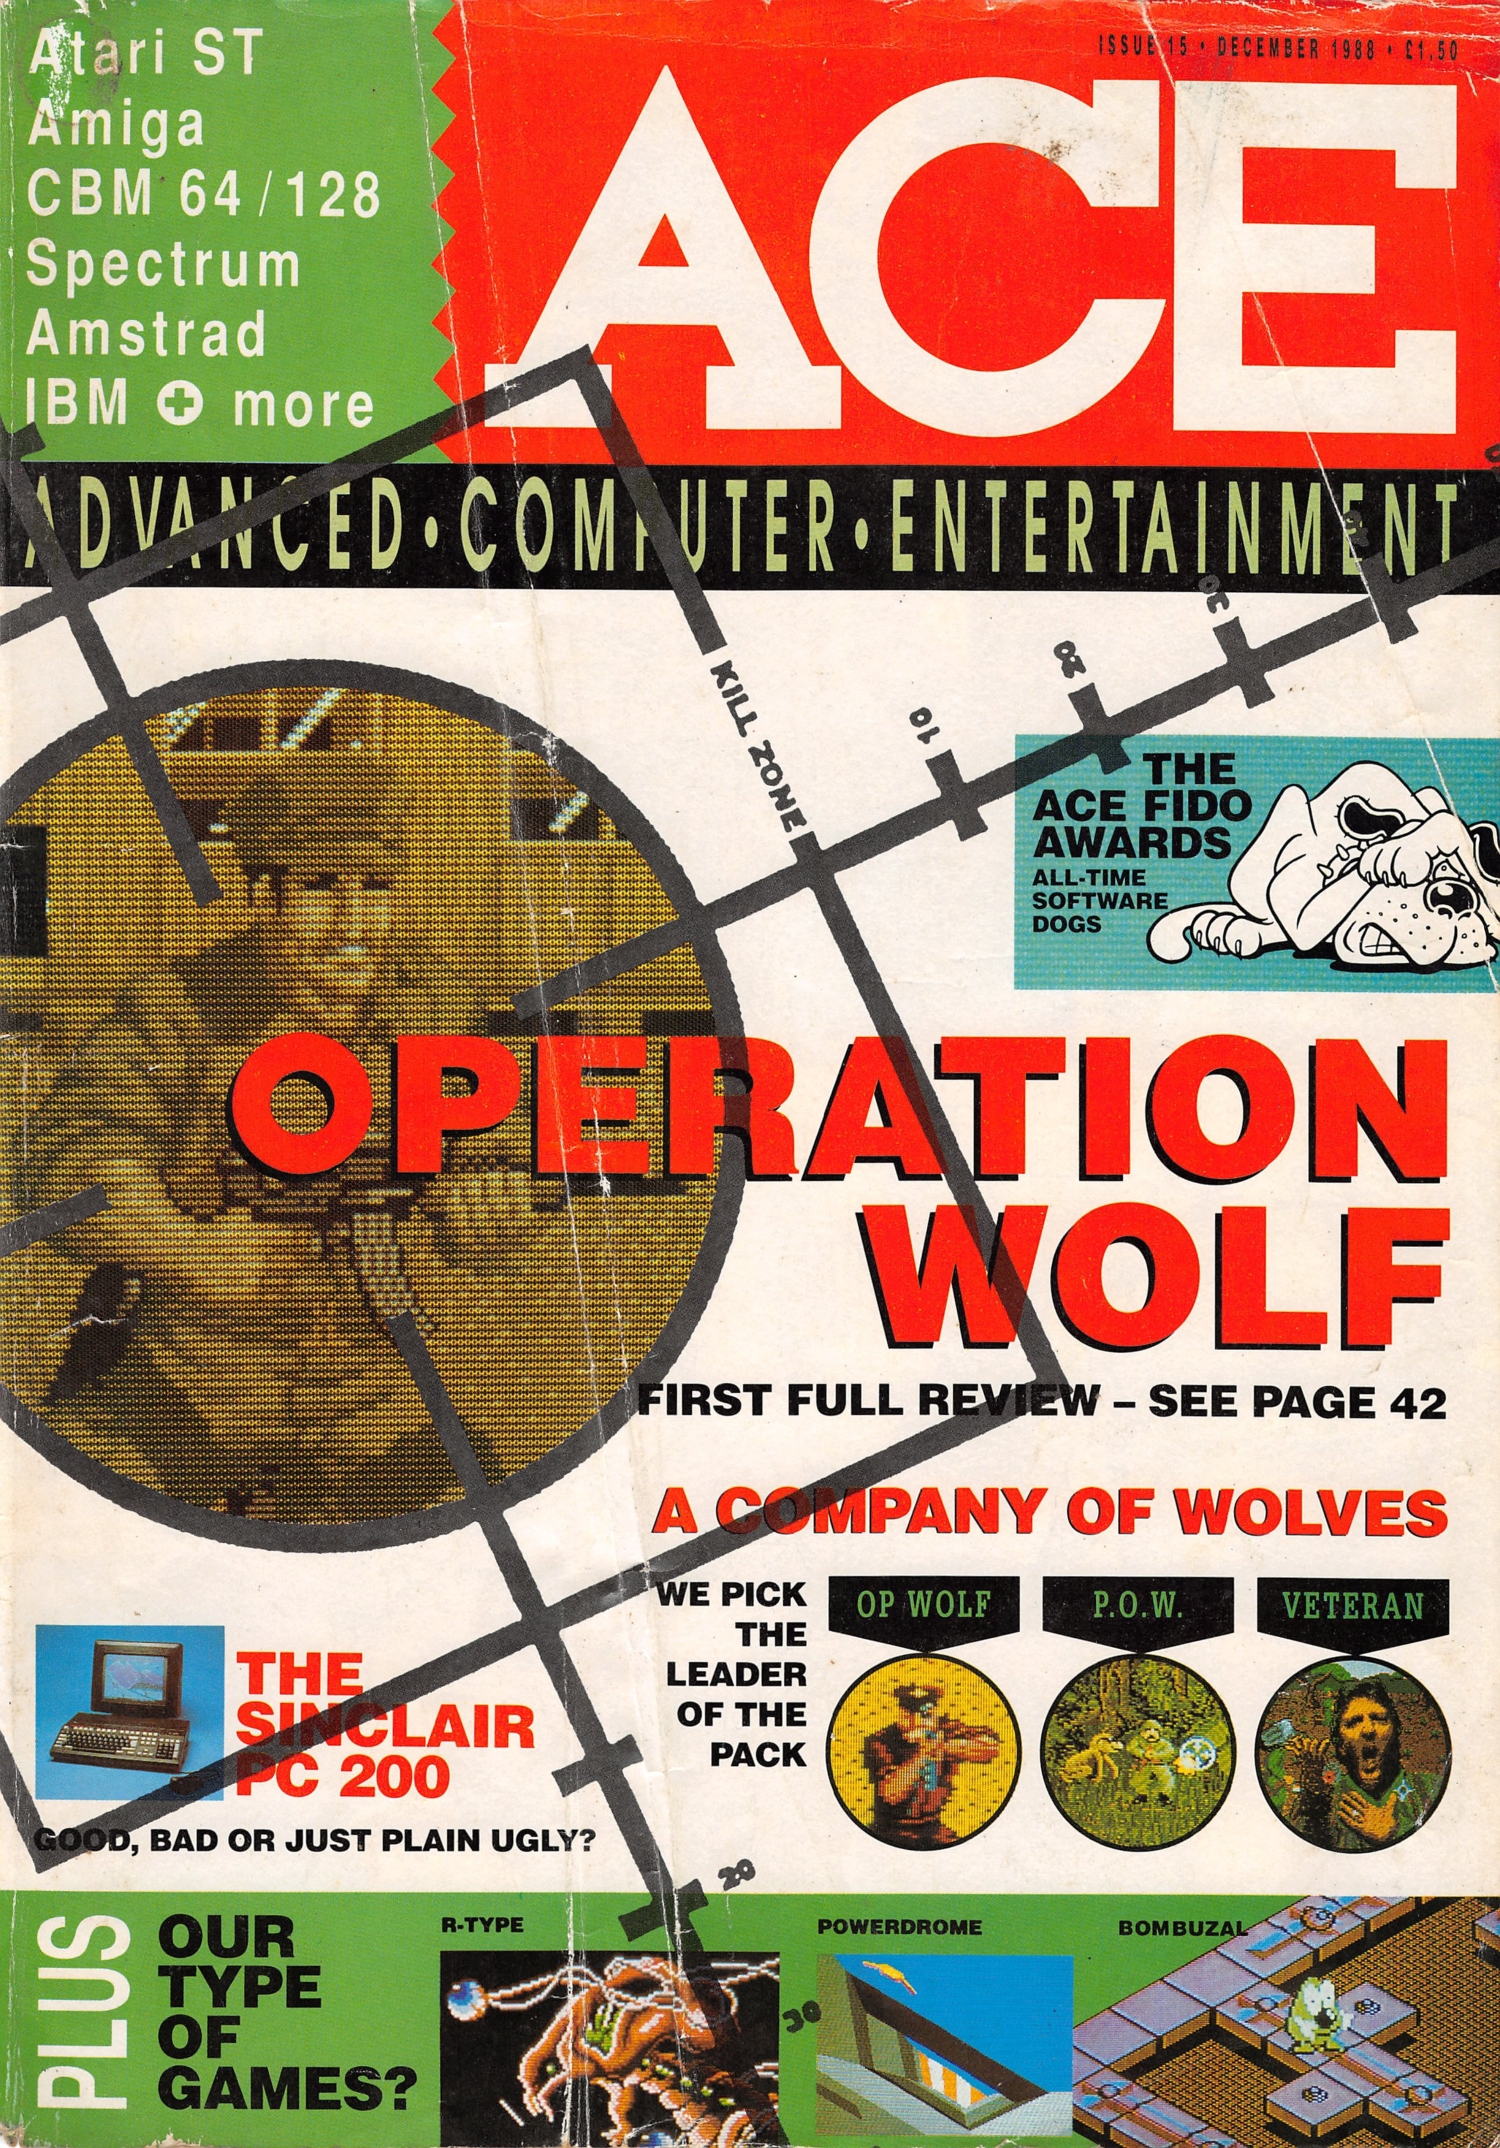 Atari ST
Amiga
CBM 64/128
Spectrum
Amstrad
IBM + more
ISSUE 15 • DECEMBER 1988 • £1.50
ACE
ADVANCED • COMPUTER • ENTERTAINMENT
KILL ZONE
10
20
30
THE
ACE FIDO
AWARDS
ALL-TIME
SOFTWARE
DOGS
OPERATION
WOLF
FIRST FULL REVIEW – SEE PAGE 42
A COMPANY OF WOLVES
WE PICK
THE
LEADER
OF THE
PACK
OP WOLF
P.O.W.
VETERAN
THE
SINCLAIR
PC 200
GOOD, BAD OR JUST PLAIN UGLY?
20
30
PLUS
OUR
TYPE
OF
GAMES?
R-TYPE
POWERDROME
BOMBUZAL